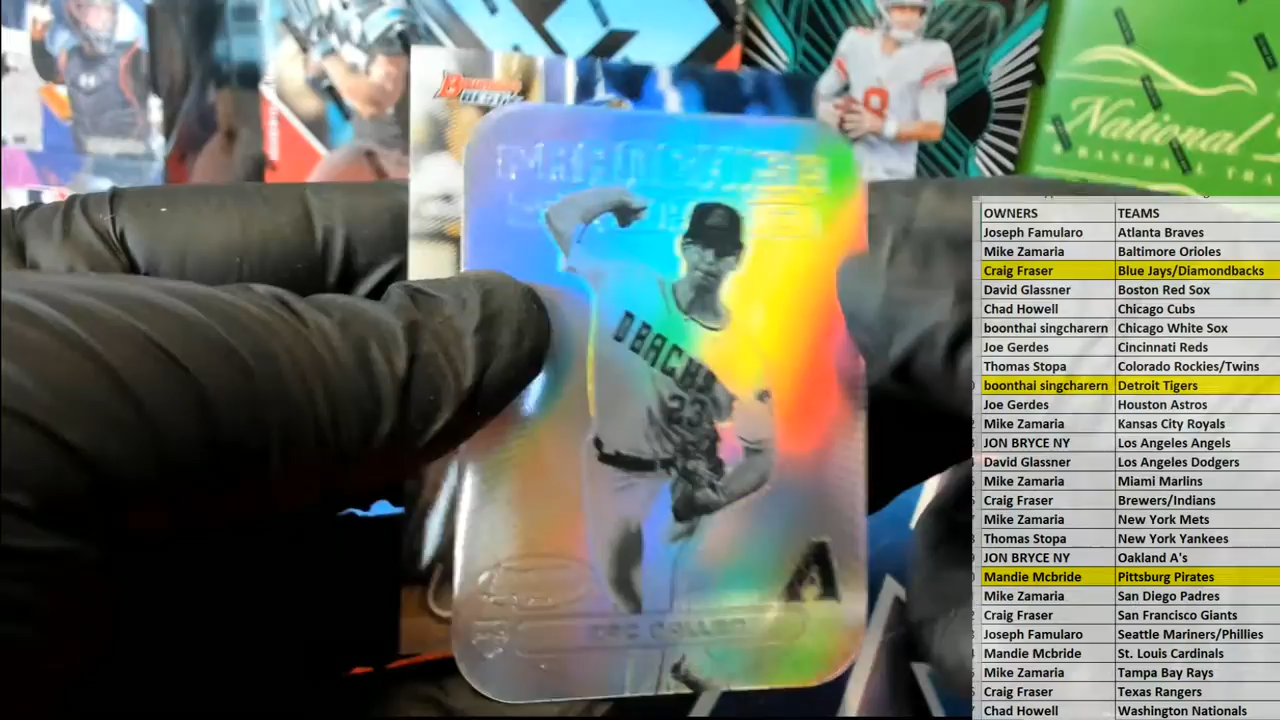 BEST
National
DBACKS
23
8
ZAC GALLEN
OWNERS TEAMS
Joseph Famularo Atlanta Braves
Mike Zamaria Baltimore Orioles
Craig Fraser Blue Jays/Diamondbacks
David Glassner Boston Red Sox
Chad Howell Chicago Cubs
boonthai singcharern Chicago White Sox
Joe Gerdes Cincinnati Reds
Thomas Stopa Colorado Rockies/Twins
boonthai singcharern Detroit Tigers
Joe Gerdes Houston Astros
Mike Zamaria Kansas City Royals
JON BRYCE NY Los Angeles Angels
David Glassner Los Angeles Dodgers
Mike Zamaria Miami Marlins
Craig Fraser Brewers/Indians
Mike Zamaria New York Mets
Thomas Stopa New York Yankees
JON BRYCE NY Oakland A's
Mandie Mcbride Pittsburg Pirates
Mike Zamaria San Diego Padres
Craig Fraser San Francisco Giants
Joseph Famularo Seattle Mariners/Phillies
Mandie Mcbride St. Louis Cardinals
Mike Zamaria Tampa Bay Rays
Craig Fraser Texas Rangers
Chad Howell Washington Nationals